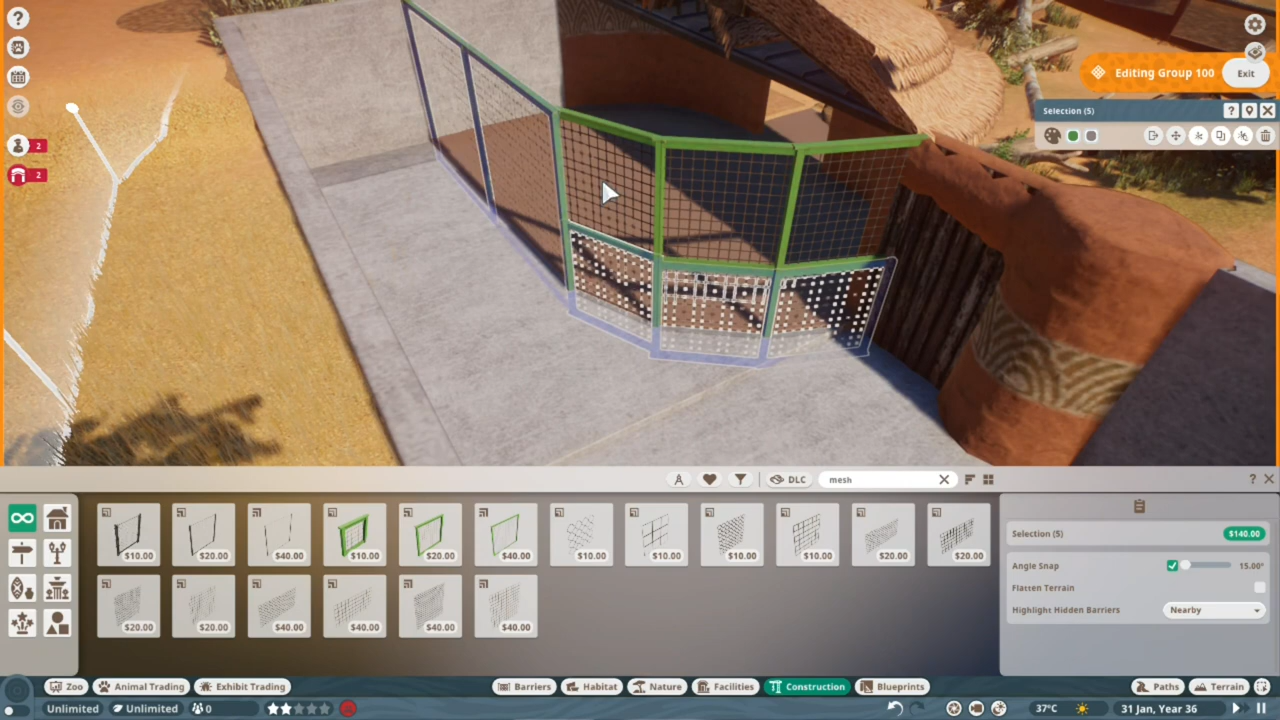 ?
Editing Group 100
Exit
Selection (5)
?
2
2
DLC
mesh
?
$10.00
$20.00
$40.00
$10.00
$20.00
$40.00
$10.00
$10.00
$10.00
$10.00
$20.00
$20.00
$20.00
$20.00
$40.00
$40.00
$40.00
$40.00
Selection (5)
$140.00
Angle Snap
15.00°
Flatten Terrain
Highlight Hidden Barriers
Nearby
Zoo
Animal Trading
Exhibit Trading
Barriers
Habitat
Nature
Facilities
Construction
Blueprints
Paths
Terrain
Unlimited
Unlimited
0
37°C
31 Jan, Year 36